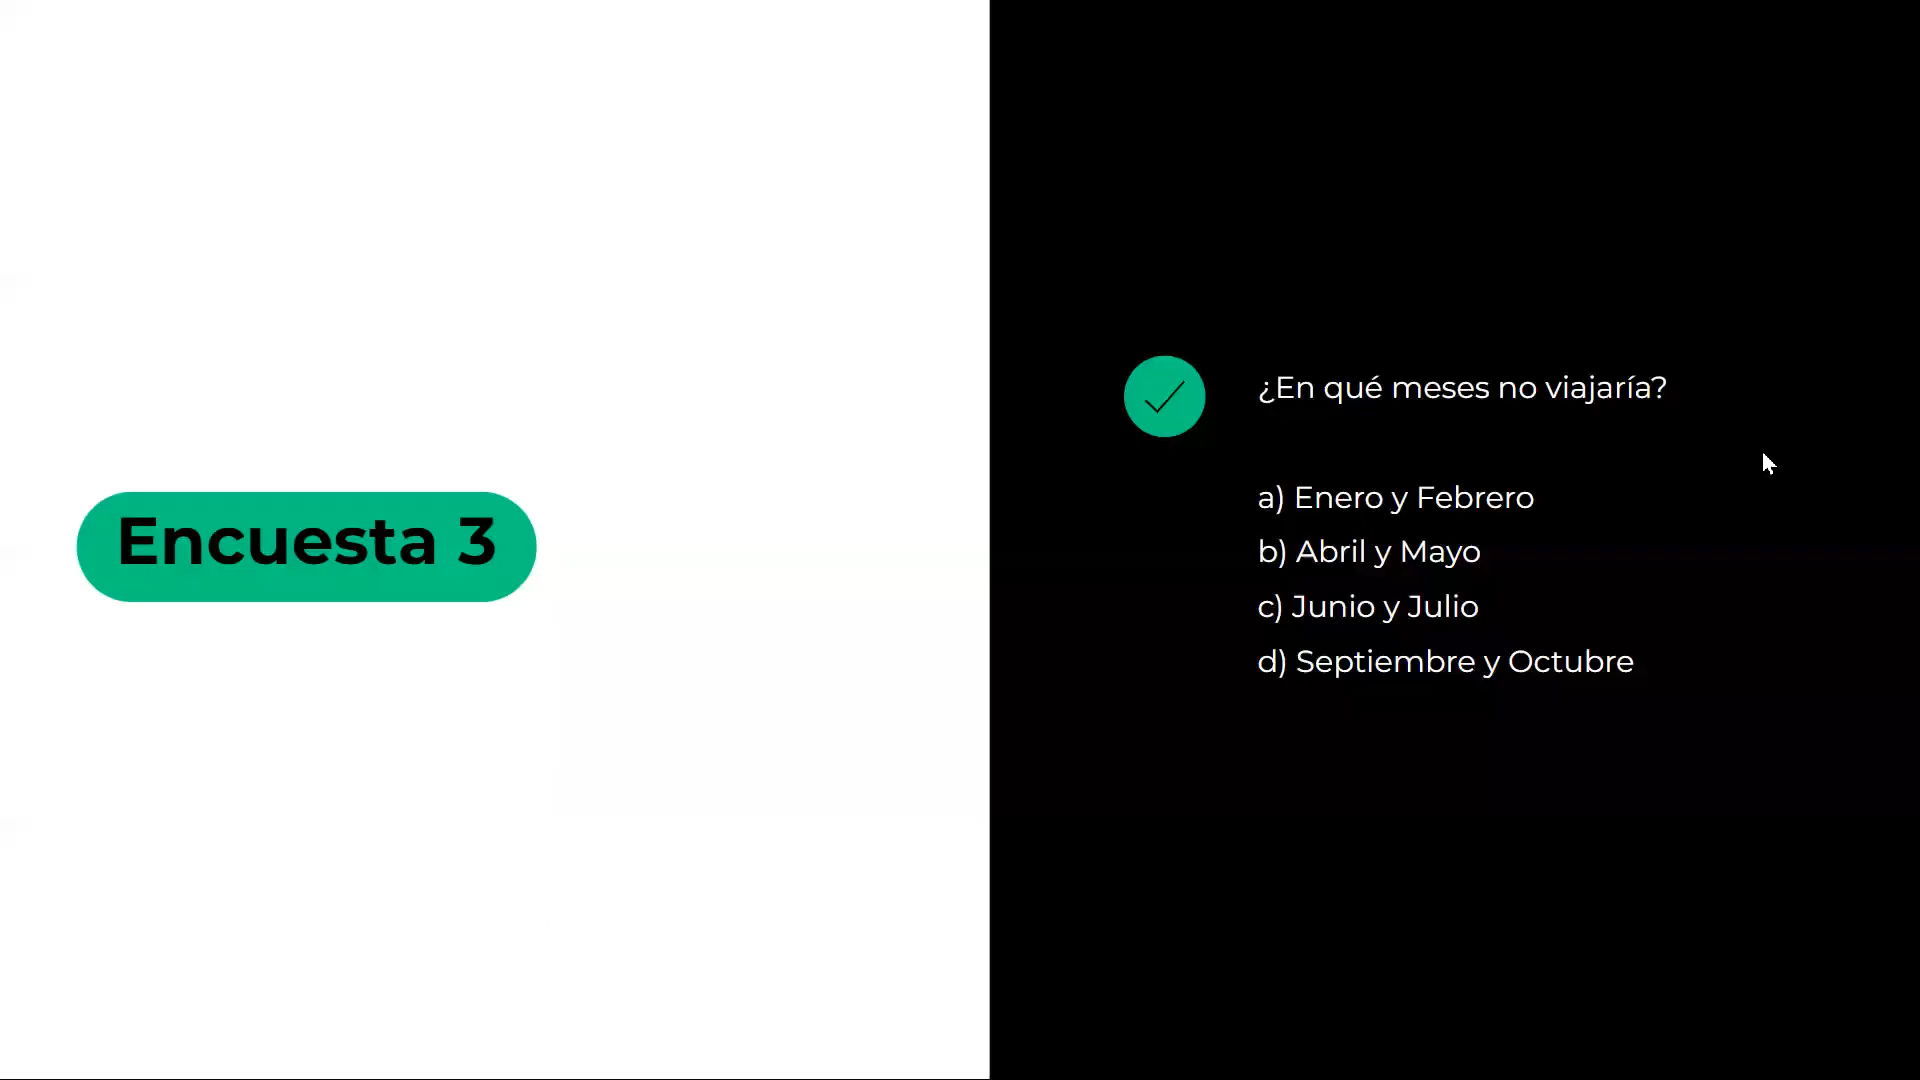 Encuesta 3
¿En qué meses no viajaría?
a) Enero y Febrero
b) Abril y Mayo
c) Junio y Julio
d) Septiembre y Octubre